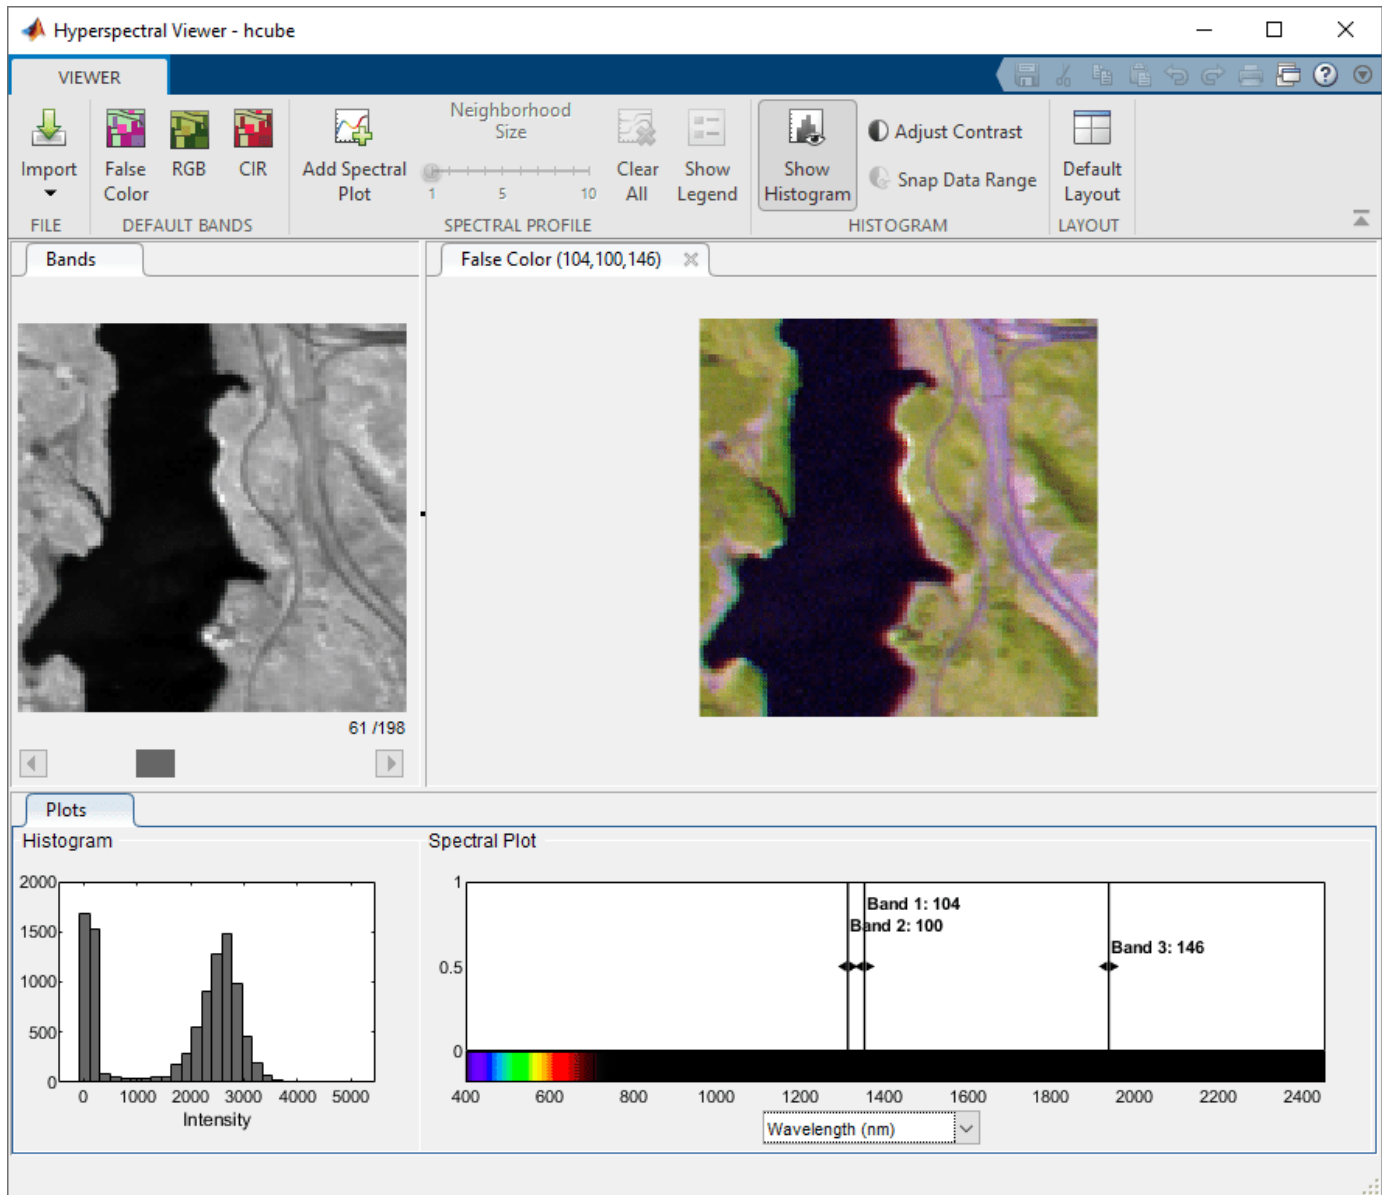 Hyperspectral Viewer - hcube
VIEWER
Import
False Color
RGB
CIR
Add Spectral Plot
Neighborhood Size
1 5 10
Clear All
Show Legend
Show Histogram
Adjust Contrast
Snap Data Range
Default Layout
FILE
DEFAULT BANDS
SPECTRAL PROFILE
HISTOGRAM
LAYOUT
Bands
61 /198
False Color (104,100,146)
Plots
Histogram
2000
1500
1000
500
0
0 1000 2000 3000 4000 5000
Intensity
Spectral Plot
1
0.5
0
Band 1: 104
Band 2: 100
Band 3: 146
400 600 800 1000 1200 1400 1600 1800 2000 2200 2400
Wavelength (nm)